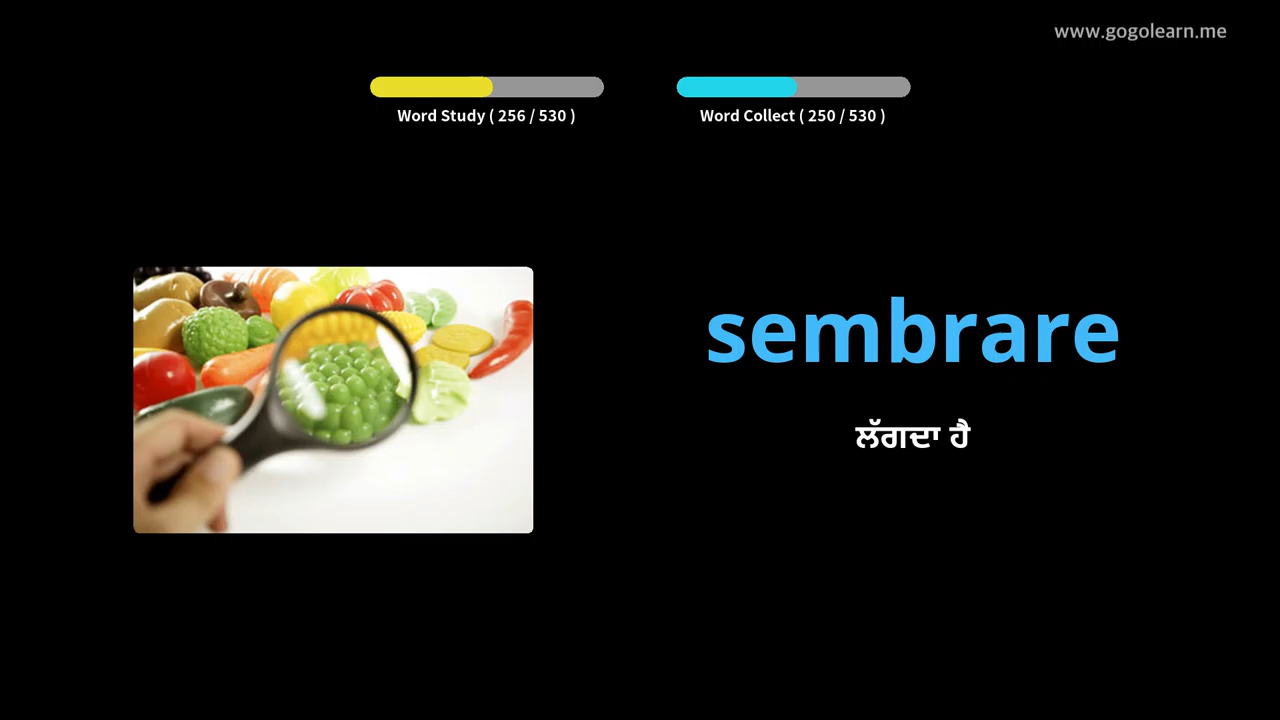 www.gogolearn.me
Word Study ( 256 / 530 )
Word Collect ( 250 / 530 )
sembrare
ਲੱਗਦਾ ਹੈ